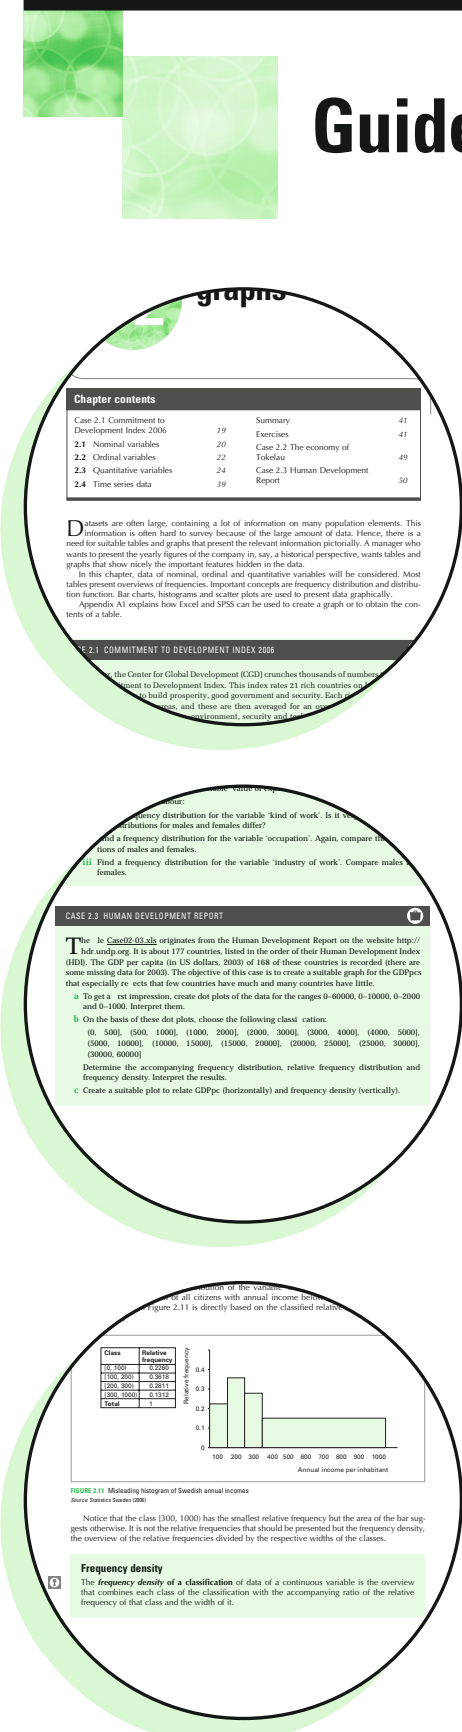 Guide
graphs
Chapter contents
Case 2.1 Commitment to
Development Index 2006 19
2.1 Nominal variables 20
2.2 Ordinal variables 22
2.3 Quantitative variables 24
2.4 Time series data 39
Summary 41
Exercises 41
Case 2.2 The economy of
Tokelau 49
Case 2.3 Human Development
Report 50
Datasets are often large, containing a lot of information on many population elements. This
information is often hard to survey because of the large amount of data. Hence, there is a
need for suitable tables and graphs that present the relevant information pictorially. A manager who
wants to present the yearly figures of the company in, say, a historical perspective, wants tables and
graphs that show nicely the important features hidden in the data.
In this chapter, data of nominal, ordinal and quantitative variables will be considered. Most
tables present overviews of frequencies. Important concepts are frequency distribution and distribu-
tion function. Bar charts, histograms and scatter plots are used to present data graphically.
Appendix A1 explains how Excel and SPSS can be used to create a graph or to obtain the con-
tents of a table.
2.1 COMMITMENT TO DEVELOPMENT INDEX 2006
the Center for Global Development (CGD) crunches thousands of numbers
to Development Index. This index rates 21 rich countries on
to build prosperity, good government and security. Each
and these are then averaged for an
environment, security and
value of
frequency distribution for the variable ‘kind of work’. Is it
distributions for males and females differ?
a frequency distribution for the variable ‘occupation’. Again, compare
tions of males and females.
iii Find a frequency distribution for the variable ‘industry of work’. Compare males
females.
CASE 2.3 HUMAN DEVELOPMENT REPORT
The le Case02-03.xls originates from the Human Development Report on the website http://
hdr.undp.org. It is about 177 countries, listed in the order of their Human Development Index
(HDI). The GDP per capita (in US dollars, 2003) of 168 of these countries is recorded (there are
some missing data for 2003). The objective of this case is to create a suitable graph for the GDPpcs
that especially re ects that few countries have much and many countries have little.
a To get a rst impression, create dot plots of the data for the ranges 0–60000, 0–10000, 0–2000
and 0–1000. Interpret them.
b On the basis of these dot plots, choose the following classi cation:
(0, 500], (500, 1000], (1000, 2000], (2000, 3000], (3000, 4000], (4000, 5000],
(5000, 10000], (10000, 15000], (15000, 20000], (20000, 25000], (25000, 30000],
(30000, 60000]
Determine the accompanying frequency distribution, relative frequency distribution and
frequency density. Interpret the results.
c Create a suitable plot to relate GDPpc (horizontally) and frequency density (vertically).
of the variable
of all citizens with annual income below
Figure 2.11 is directly based on the classified relative
Class Relative
frequency
[0, 100) 0.2260
[100, 200) 0.3618
[200, 300) 0.2811
[300, 1000) 0.1312
Total 1
Relative frequency
0.4
0.3
0.2
0.1
0
100 200 300 400 500 600 700 800 900 1000
Annual income per inhabitant
FIGURE 2.11 Misleading histogram of Swedish annual incomes
Source: Statistics Sweden (2006)
Notice that the class [300, 1000) has the smallest relative frequency but the area of the bar sug-
gests otherwise. It is not the relative frequencies that should be presented but the frequency density,
the overview of the relative frequencies divided by the respective widths of the classes.
Frequency density
The frequency density of a classification of data of a continuous variable is the overview
that combines each class of the classification with the accompanying ratio of the relative
frequency of that class and the width of it.